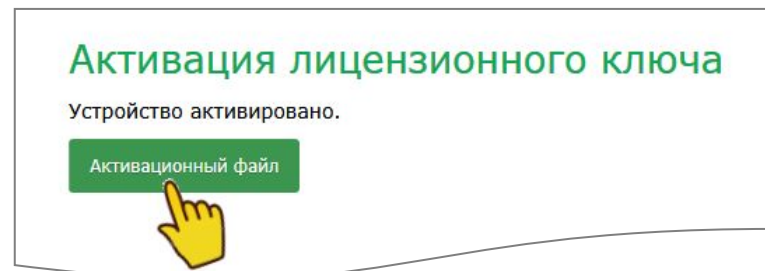 Активация лицензионного ключа
Устройство активировано.
Активационный файл